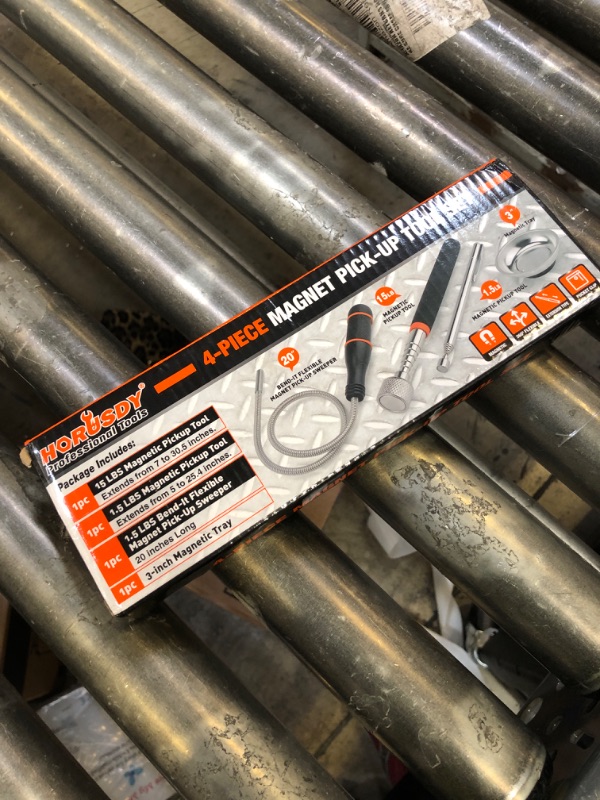 4-PIECE MAGNET PICK-UP
HORUSDY
Professional Tools
Package Includes:
1pc 15 LBS Magnetic Pickup Tool
Extends from 7 to 30.5 inches.
1pc 1.5 LBS Magnetic Pickup Tool
Extends from 5 to 25.4 inches.
1pc 1.5 LBS Bend-It Flexible
Magnet Pick-Up Sweeper
20 inches Long
1pc 3-inch Magnetic Tray
20"
BEND-IT FLEXIBLE
MAGNET PICK-UP SWEEPER
15LB
MAGNETIC
PICKUP TOOL
1.5LB
MAGNETIC PICKUP TOOL
3"
Magnetic Tray